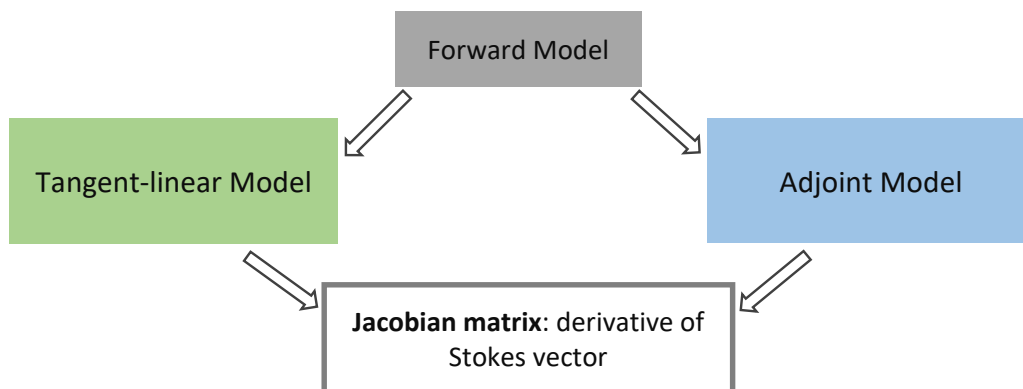 Forward Model
Tangent-linear Model
Adjoint Model
Jacobian matrix: derivative of
Stokes vector